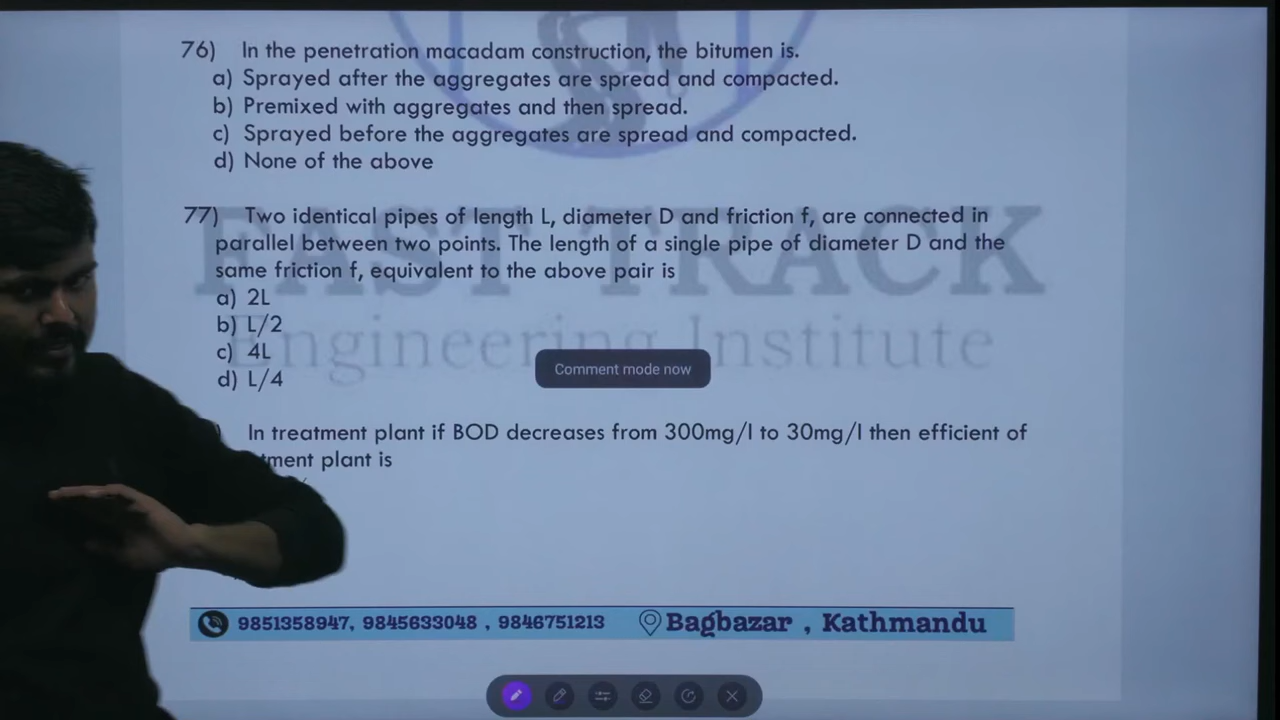 76) In the penetration macadam construction, the bitumen is.
a) Sprayed after the aggregates are spread and compacted.
b) Premixed with aggregates and then spread.
c) Sprayed before the aggregates are spread and compacted.
d) None of the above
77) Two identical pipes of length L, diameter D and friction f, are connected in
parallel between two points. The length of a single pipe of diameter D and the
same friction f, equivalent to the above pair is
a) 2L
b) L/2
c) 4L
d) L/4
FAST TRACK
Engineering Institute
Comment mode now
) In treatment plant if BOD decreases from 300mg/l to 30mg/l then efficient of
tment plant is
9851358947, 9845633048 , 9846751213 Bagbazar , Kathmandu